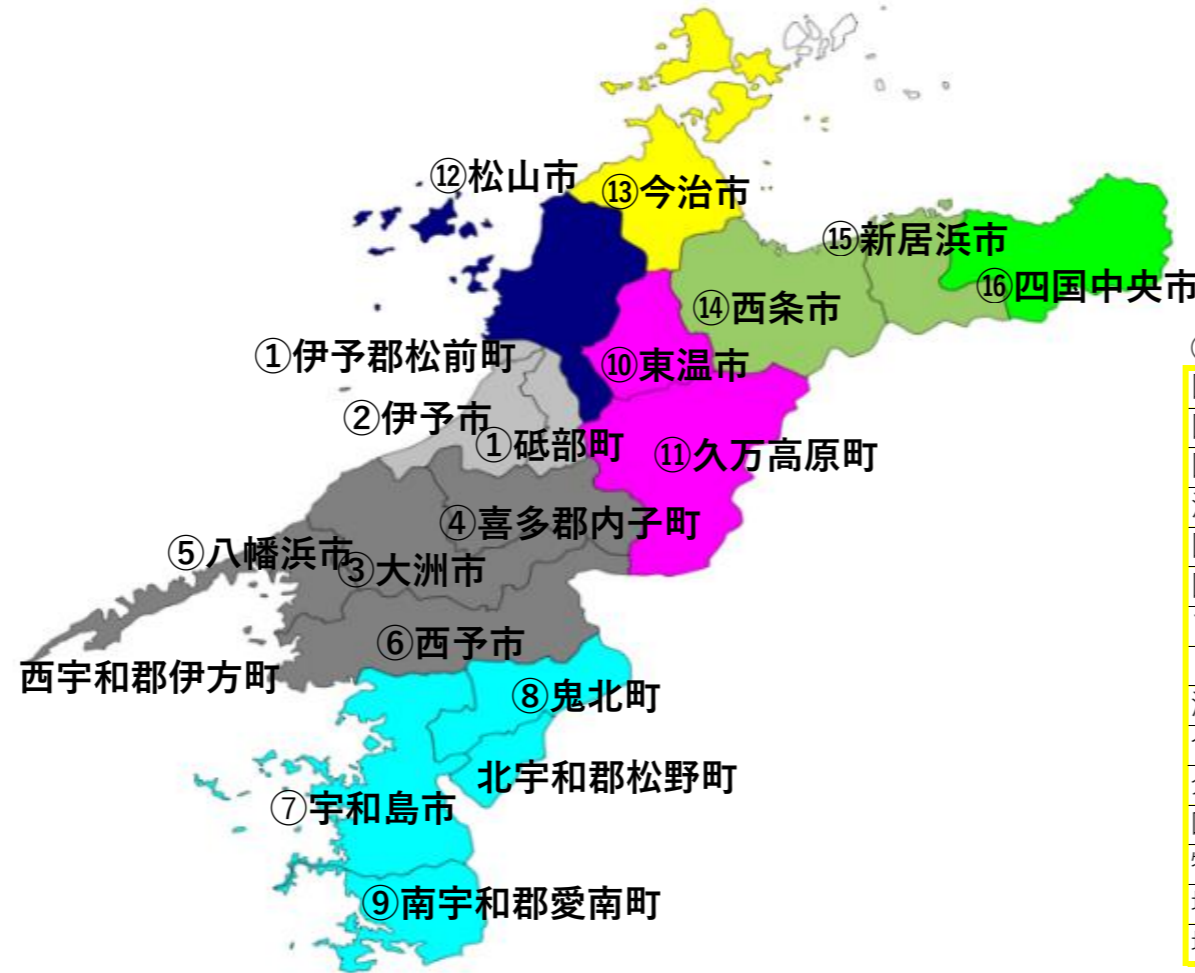 ⑫松山市
⑬今治市
⑮新居浜市
⑯四国中央市
⑭西条市
①伊予郡松前町
⑩東温市
②伊予市
①砥部町
⑪久万高原町
④喜多郡内子町
⑤八幡浜市
③大洲市
⑥西予市
西宇和郡伊方町
⑧鬼北町
北宇和郡松野町
⑦宇和島市
⑨南宇和郡愛南町